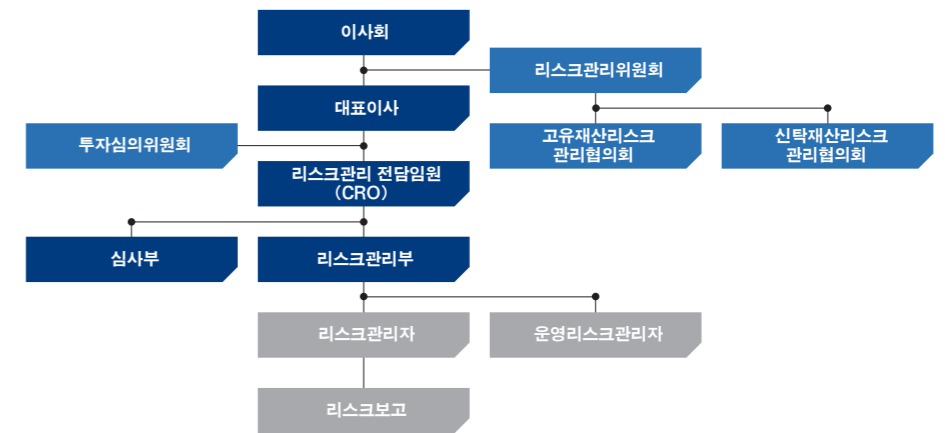 이사회
리스크관리위원회
대표이사
투자심의위원회
고유재산리스크
관리협의회
신탁재산리스크
관리협의회
리스크관리 전담임원
(CRO)
심사부
리스크관리부
리스크관리자
운영리스크관리자
리스크보고